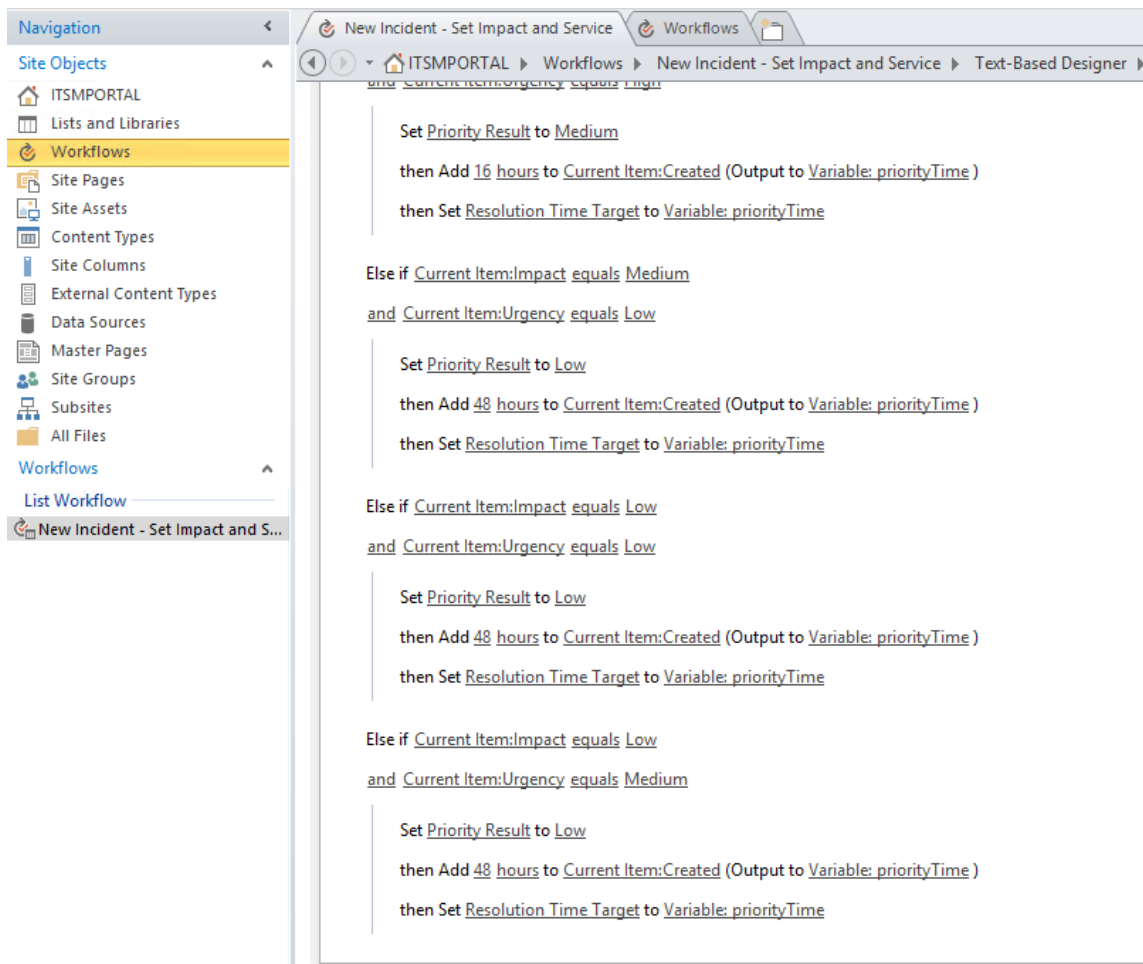 Navigation
Site Objects
ITSMPORTAL
Lists and Libraries
Workflows
Site Pages
Site Assets
Content Types
Site Columns
External Content Types
Data Sources
Master Pages
Site Groups
Subsites
All Files
Workflows
List Workflow
New Incident - Set Impact and S...
New Incident - Set Impact and Service
Workflows
ITSMPORTAL Workflows New Incident - Set Impact and Service Text-Based Designer
and Current Item:Urgency equals High
Set Priority Result to Medium
then Add 16 hours to Current Item:Created (Output to Variable: priorityTime )
then Set Resolution Time Target to Variable: priorityTime
Else if Current Item:Impact equals Medium
and Current Item:Urgency equals Low
Set Priority Result to Low
then Add 48 hours to Current Item:Created (Output to Variable: priorityTime )
then Set Resolution Time Target to Variable: priorityTime
Else if Current Item:Impact equals Low
and Current Item:Urgency equals Low
Set Priority Result to Low
then Add 48 hours to Current Item:Created (Output to Variable: priorityTime )
then Set Resolution Time Target to Variable: priorityTime
Else if Current Item:Impact equals Low
and Current Item:Urgency equals Medium
Set Priority Result to Low
then Add 48 hours to Current Item:Created (Output to Variable: priorityTime )
then Set Resolution Time Target to Variable: priorityTime